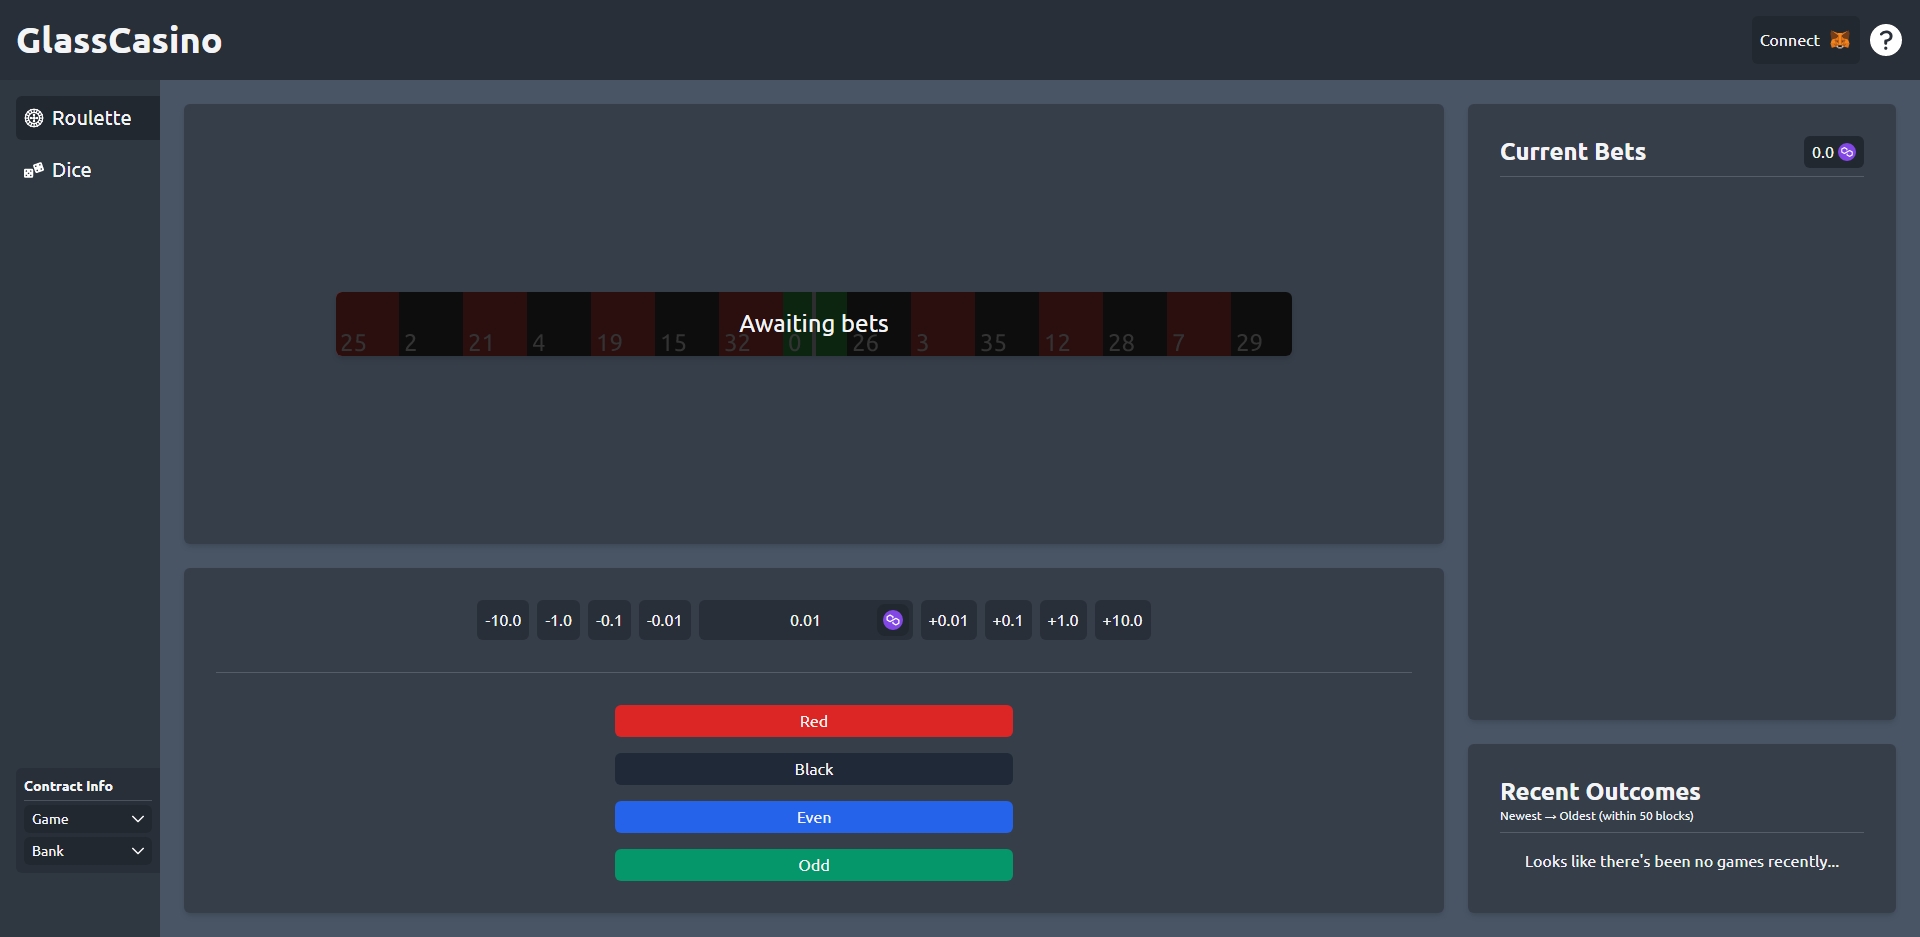 GlassCasino
Connect
?
Roulette
Dice
25 2 21 4 19 15 32 0 26 3 35 12 28 7 29
Awaiting bets
Current Bets
0.0
-10.0 -1.0 -0.1 -0.01 0.01 +0.01 +0.1 +1.0 +10.0
Red
Black
Even
Odd
Contract Info
Game
Bank
Recent Outcomes
Newest → Oldest (within 50 blocks)
Looks like there's been no games recently...